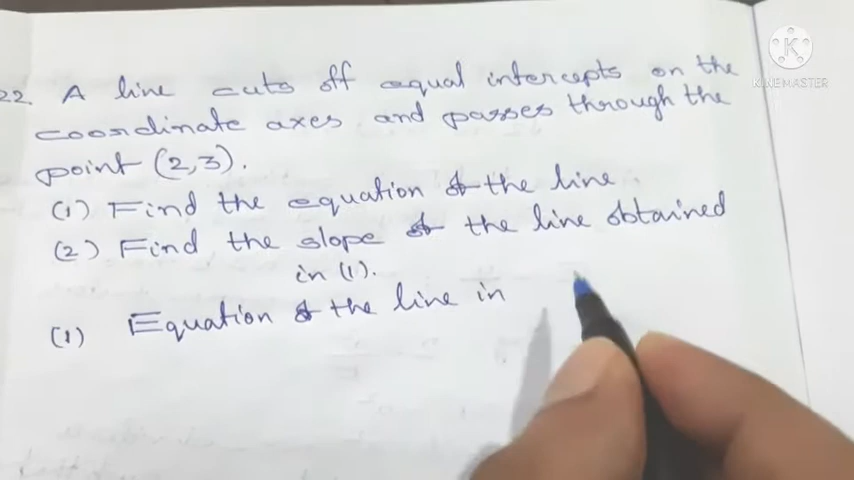 22. A line cuts off equal intercepts on the
coordinate axes and passes through the
point (2,3).
(1) Find the equation of the line.
(2) Find the slope of the line obtained
in (1).
(1) Equation of the line in
K
KINEMASTER